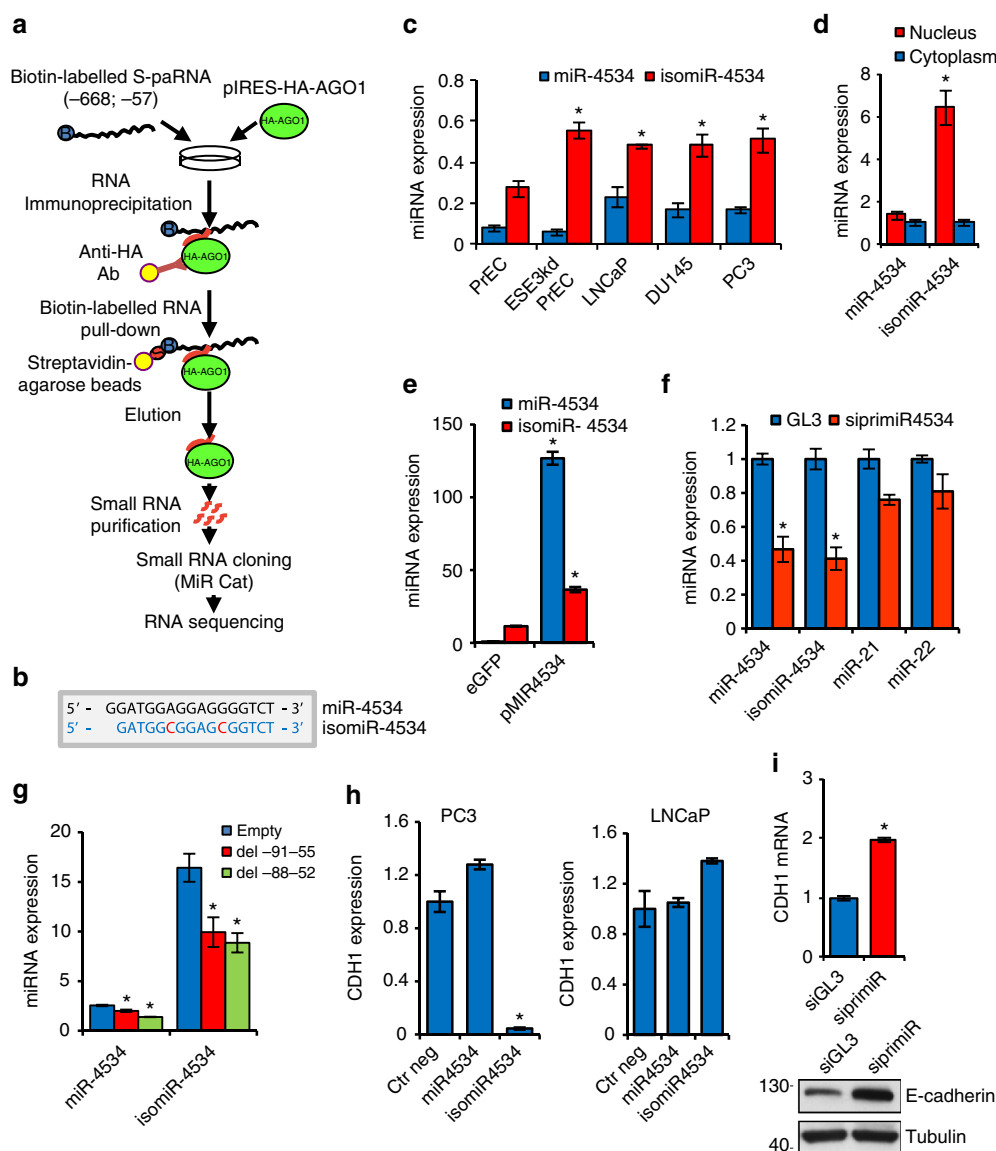 a
Biotin-labelled S-paRNA
(–668; –57)
pIRES-HA-AGO1
B
HA-AGO1
RNA
Immunoprecipitation
B
HA-AGO1
Anti-HA
Ab
Biotin-labelled RNA
pull-down
B
HA-AGO1
Streptavidin-
agarose beads
Elution
HA-AGO1
Small RNA
purification
Small RNA cloning
(MiR Cat)
RNA sequencing
b
5′ - GGATGGAGGAGGGGTCT - 3′ miR-4534
5′ - GATGGCGGAGCGGTCT - 3′ isomiR-4534
c
miR-4534 isomiR-4534
miRNA expression
0.8
0.6
0.4
0.2
0
* * * *
PrEC
ESE3kd
PrEC
LNCaP
DU145
PC3
d
Nucleus
Cytoplasm
miRNA expression
8
6
4
2
0
*
miR-4534
isomiR-4534
e
miR-4534
isomiR- 4534
miRNA expression
150
100
50
0
* *
eGFP
pMIR4534
f
GL3 siprimiR4534
miRNA expression
1.2
1
0.8
0.6
0.4
0.2
0
* *
miR-4534
isomiR-4534
miR-21
miR-22
g
Empty
del –91–55
del –88–52
miRNA expression
20
15
10
5
0
* * * *
miR-4534
isomiR-4534
h
PC3
CDH1 expression
1.6
1.2
0.8
0.4
0
*
Ctr neg
miR4534
isomiR4534
LNCaP
CDH1 expression
1.6
1.2
0.8
0.4
0
Ctr neg
miR4534
isomiR4534
i
CDH1 mRNA
3
2
1
0
*
siGL3
siprimiR
siGL3
siprimiR
130-
E-cadherin
40-
Tubulin